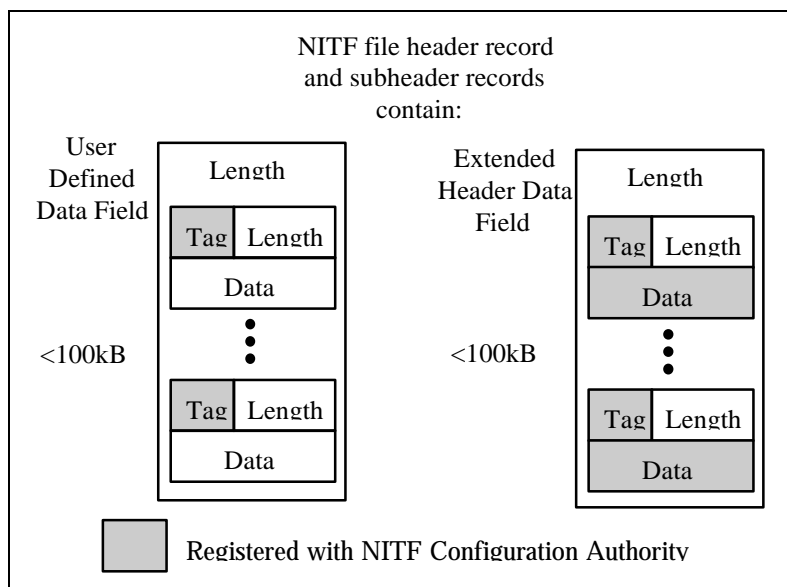 NITF file header record
and subheader records
contain:
User
Defined
Data Field
Length
Tag Length
Data
<100kB
Tag Length
Data
Extended
Header Data
Field
Length
Tag Length
Data
<100kB
Tag Length
Data
Registered with NITF Configuration Authority